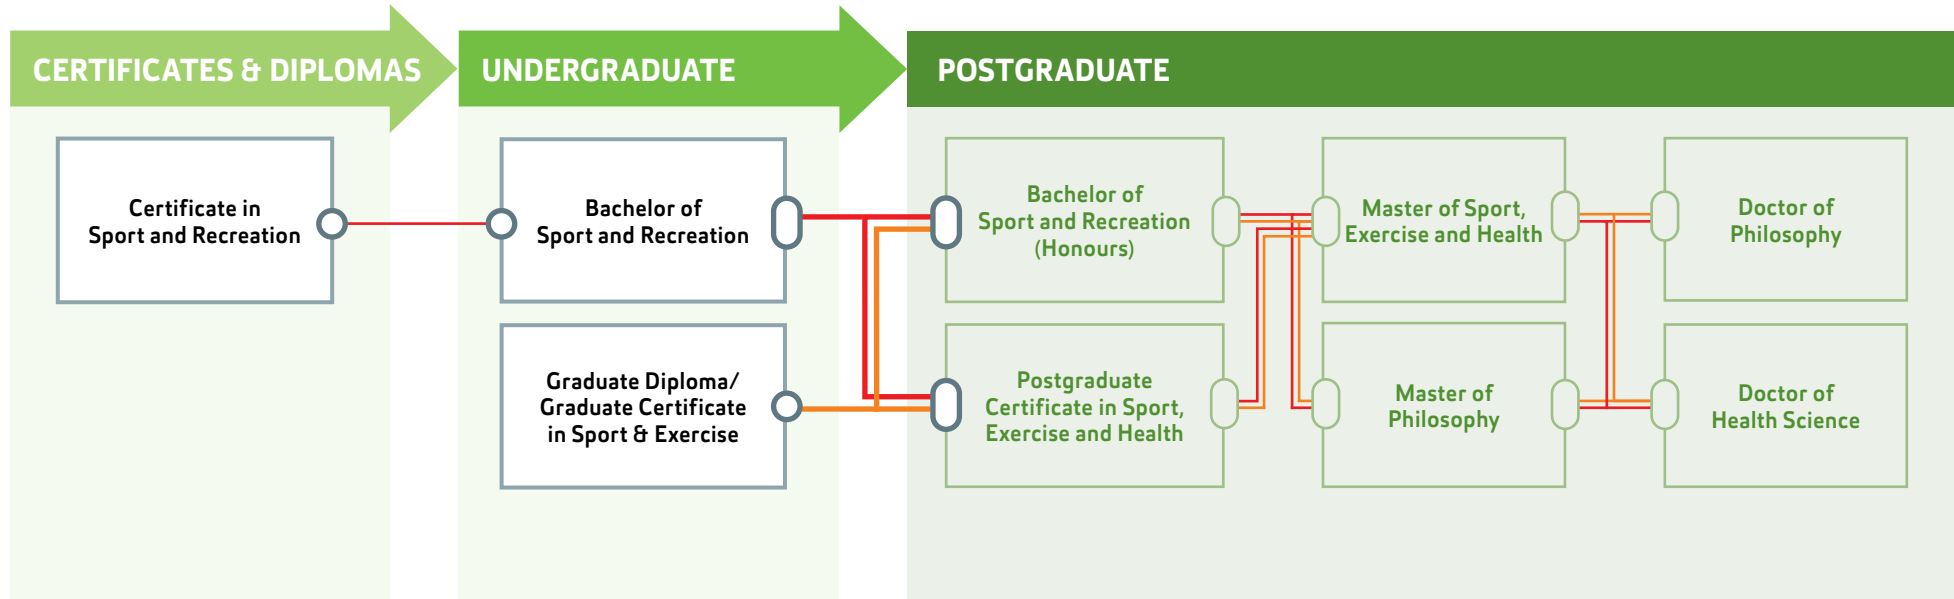 CERTIFICATES & DIPLOMAS
UNDERGRADUATE
POSTGRADUATE
Certificate in
Sport and Recreation
Bachelor of
Sport and Recreation
Graduate Diploma/
Graduate Certificate
in Sport & Exercise
Bachelor of
Sport and Recreation
(Honours)
Postgraduate
Certificate in Sport,
Exercise and Health
Master of Sport,
Exercise and Health
Master of
Philosophy
Doctor of
Philosophy
Doctor of
Health Science